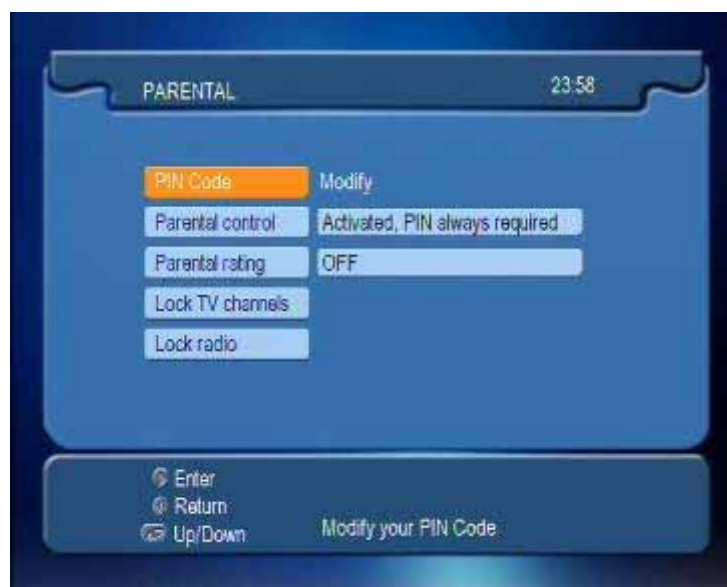 PARENTAL 23:58
PIN Code Modify
Parental control Activated, PIN always required
Parental rating OFF
Lock TV channels
Lock radio
Enter
Return
Up/Down Modify your PIN Code